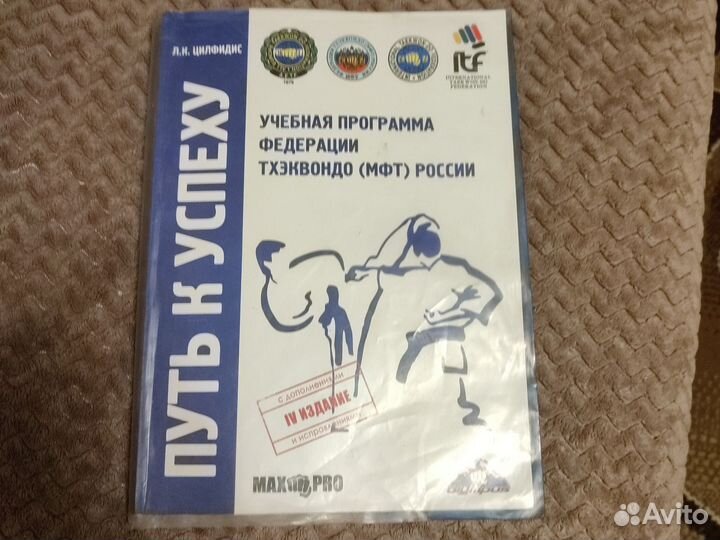 Л.К. ЦИЛФИДИС
ПУТЬ К УСПЕХУ
1975
itf
INTERNATIONAL
TAEKWON-DO
FEDERATION
УЧЕБНАЯ ПРОГРАММА
ФЕДЕРАЦИИ
ТХЭКВОНДО (МФТ) РОССИИ
С ДОПОЛНЕНИЯМИ
IV ИЗДАНИЕ
И ИСПРАВЛЕНИЯМИ
MAX PRO
Avito